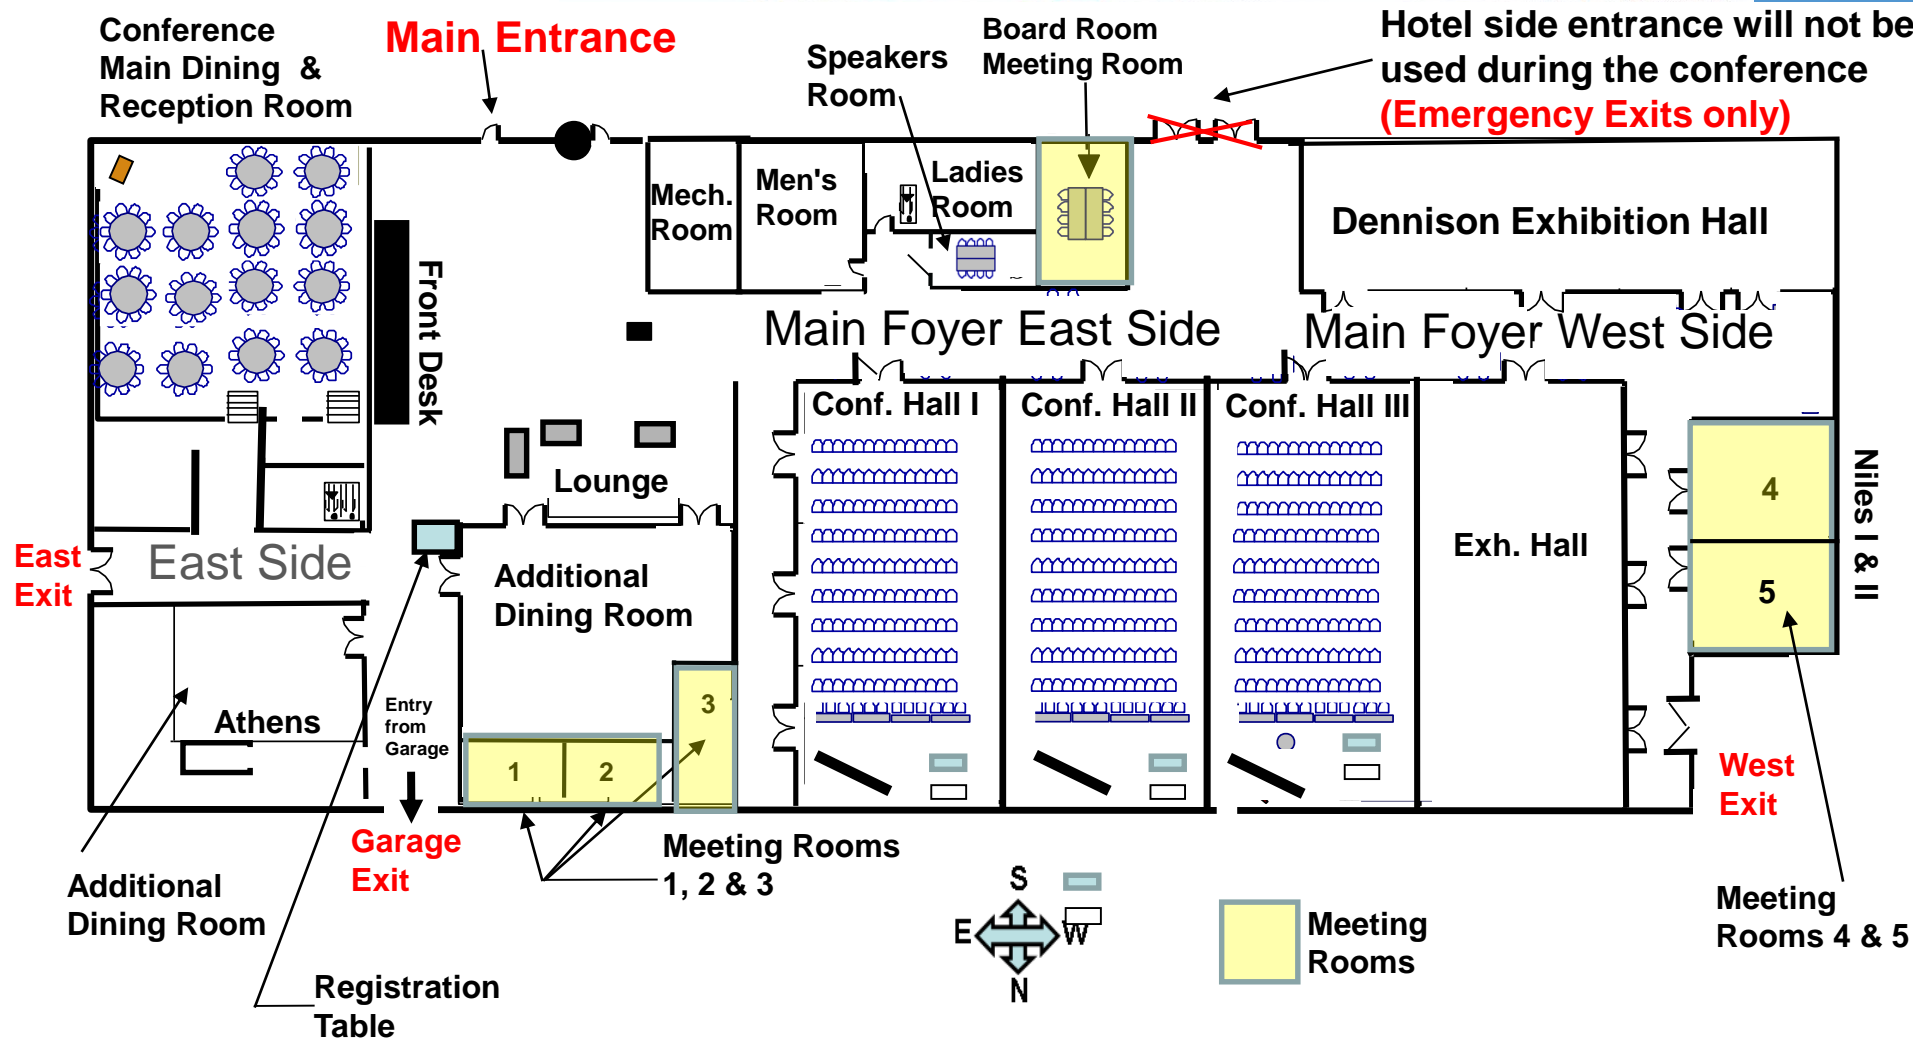 Conference
Main Dining &
Reception Room
Main Entrance
Speakers
Room
Board Room
Meeting Room
Hotel side entrance will not be
used during the conference
(Emergency Exits only)
Mech.
Room
Men's
Room
Ladies
Room
Dennison Exhibition Hall
Front Desk
Main Foyer East Side
Main Foyer West Side
Conf. Hall I
Conf. Hall II
Conf. Hall III
Lounge
4
Niles I & II
East
Exit
East Side
Additional
Dining Room
Exh. Hall
5
Athens
Entry
from
Garage
3
1
2
West
Exit
Garage
Exit
Meeting Rooms
1, 2 & 3
Additional
Dining Room
S
E
W
N
Meeting
Rooms
Meeting
Rooms 4 & 5
Registration
Table